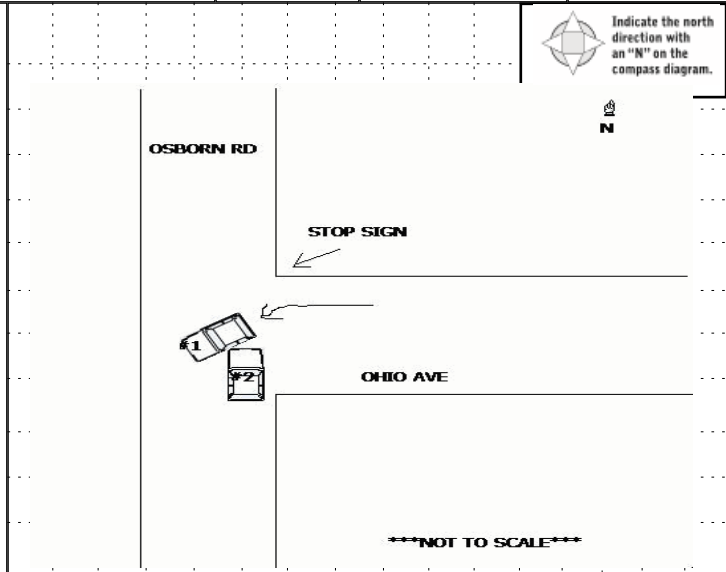 Indicate the north
direction with
an “N” on the
compass diagram.
N
OSBORN RD
STOP SIGN
#1
#2
OHIO AVE
***NOT TO SCALE***